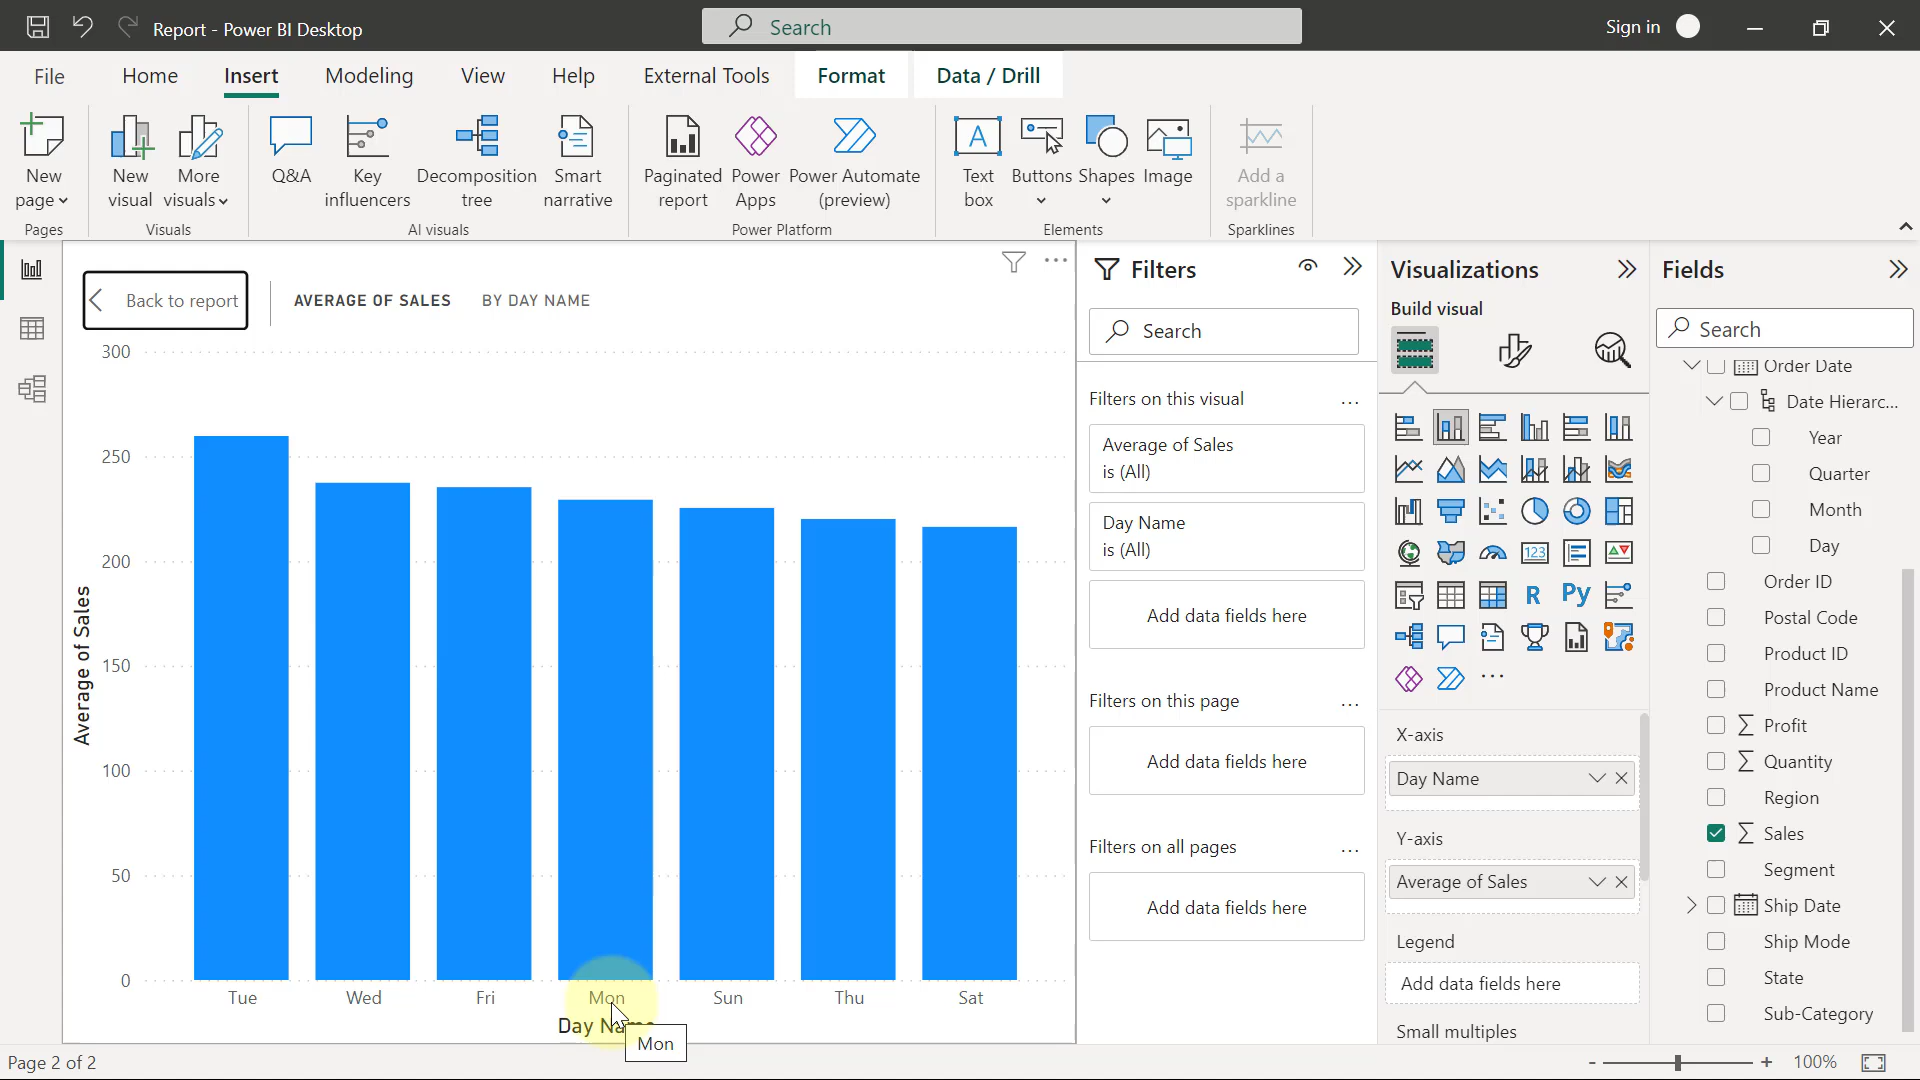 Report - Power BI Desktop
Search
Sign in
File
Home
Insert
Modeling
View
Help
External Tools
Format
Data / Drill
New
page
Pages
New
visual
More
visuals
Visuals
Q&A
Key
influencers
Decomposition
tree
Smart
narrative
AI visuals
Paginated
report
Power
Apps
Power Automate
(preview)
Power Platform
A
Text
box
Buttons
Shapes
Image
Elements
Add a
sparkline
Sparklines
Back to report
AVERAGE OF SALES
BY DAY NAME
300
250
200
150
100
50
0
Average of Sales
Tue
Wed
Fri
Mon
Sun
Thu
Sat
Mon
Filters
Search
Filters on this visual
...
Average of Sales
is (All)
Day Name
is (All)
Add data fields here
Filters on this page
...
Add data fields here
Filters on all pages
...
Add data fields here
Visualizations
Build visual
123
R
Py
...
X-axis
Day Name
Y-axis
Average of Sales
Legend
Add data fields here
Small multiples
Fields
Search
Order Date
Date Hierarc...
Year
Quarter
Month
Day
Order ID
Postal Code
Product ID
Product Name
Profit
Quantity
Region
Sales
Segment
Ship Date
Ship Mode
State
Sub-Category
Page 2 of 2
- + 100%